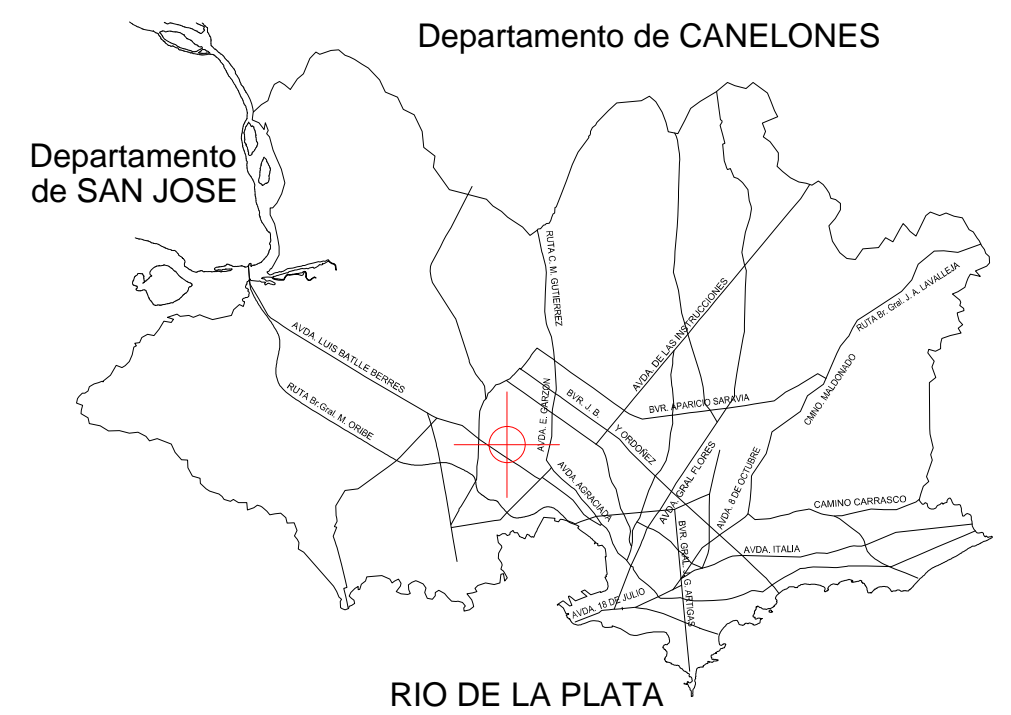 Departamento de CANELONES
Departamento
de SAN JOSE
RUTA C. M. GUTIERREZ
RUTA Br. Gral. J. A. LAVALLEJA
AVDA. DE LAS INSTRUCCIONES
AVDA. LUIS BATLLE BERRES
RUTA Br.Gral. M. ORIBE
AVDA. E. GARZON
BVR. J. B.
Y ORDOÑEZ
BVR. APARICIO SARAVIA
CMNO. MALDONADO
AVDA. AGRACIADA
AVDA. GRAL FLORES
AVDA. 8 DE OCTUBRE
CAMINO CARRASCO
AVDA. ITALIA
BVR. GRAL. J. G. ARTIGAS
AVDA. 18 DE JULIO
RIO DE LA PLATA